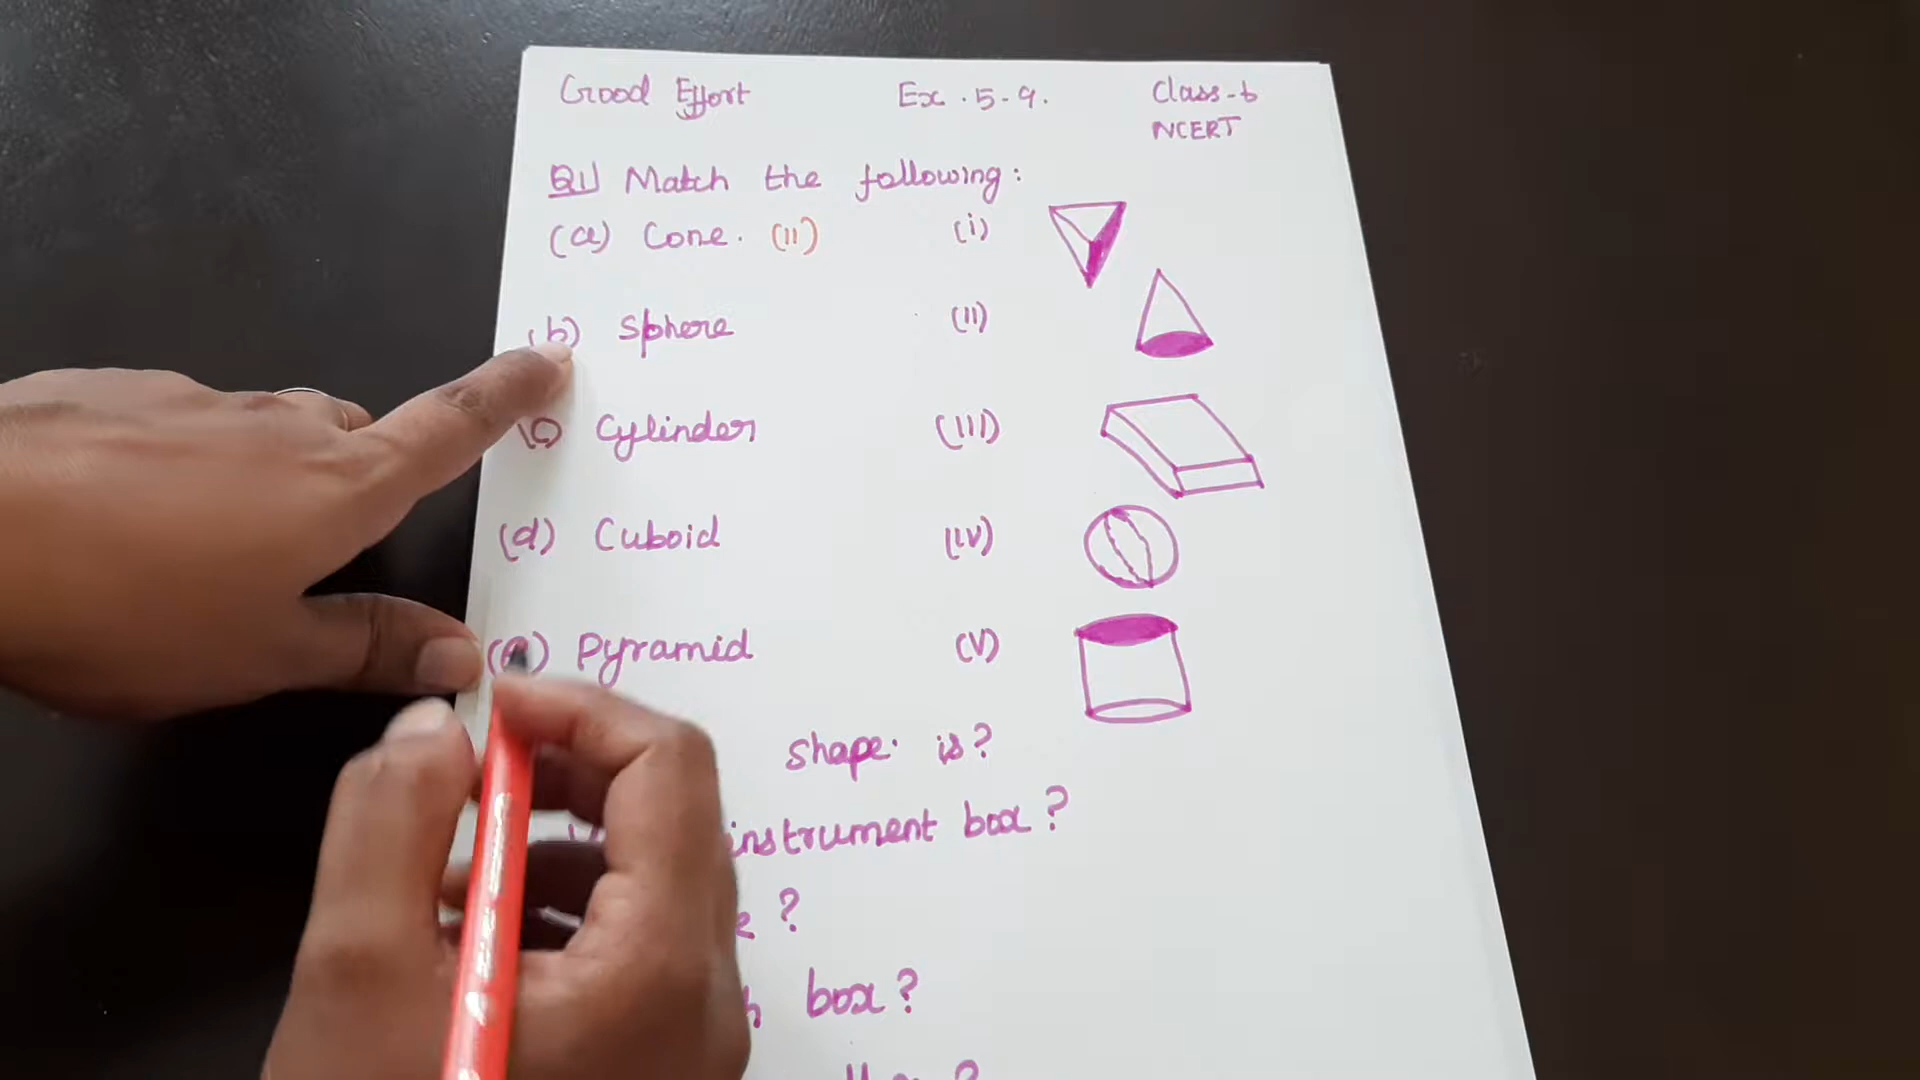 Good Effort Ex. 5.9. Class-6
NCERT
Q1 Match the following:
(a) Cone. (ii) (i)
(b) Sphere (ii)
(c) Cylinder (iii)
(d) Cuboid (iv)
(e) Pyramid (v)
shape. is?
instrument box?
?
box?
?